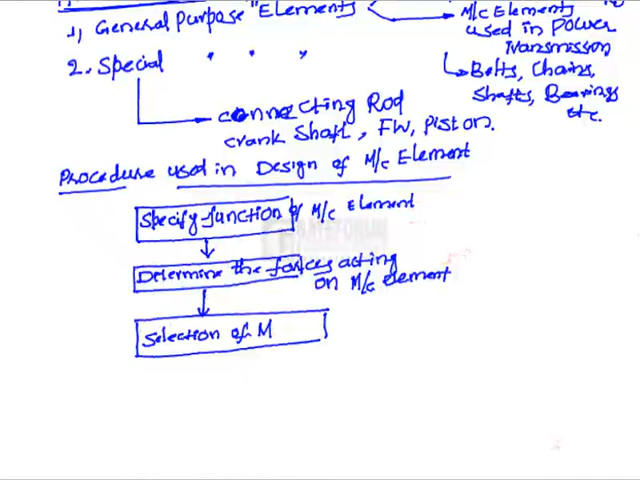 1, General Purpose "Elements
M/c Elements
used in Power
Transmisson
2. Special " " "
Belts, Chains,
Shafts, Bearings
etc.
connecting Rod
crank shaft, FW, piston.
Procedure used in Design of M/c Element
Specify function of M/c Element
Determine the forces acting
on M/c element
Selection of M